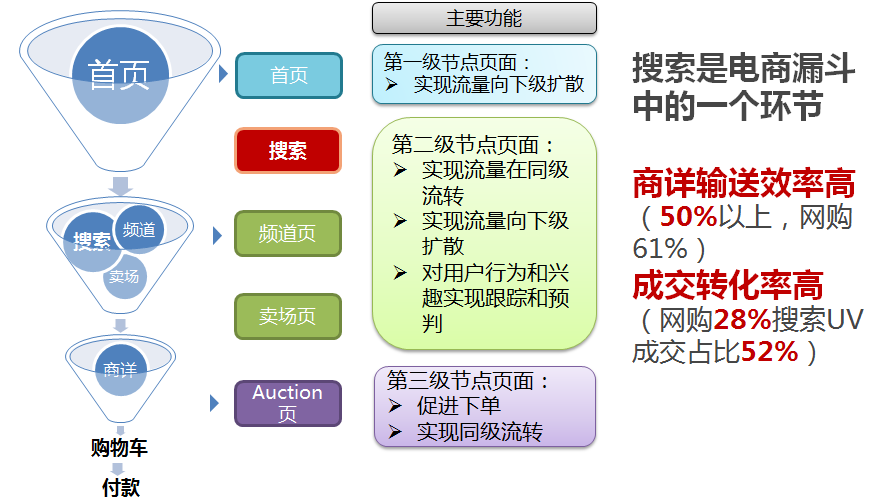 首页
搜索
频道
卖场
商详
购物车
付款
首页
搜索
频道页
卖场页
Auction
页
主要功能
第一级节点页面：
➢ 实现流量向下级扩散
第二级节点页面：
➢ 实现流量在同级
流转
➢ 实现流量向下级
扩散
➢ 对用户行为和兴
趣实现跟踪和预
判
第三级节点页面：
➢ 促进下单
➢ 实现同级流转
搜索是电商漏斗
中的一个环节
商详输送效率高
（50%以上，网购
61%）
成交转化率高
（网购28%搜索UV
成交占比52%）